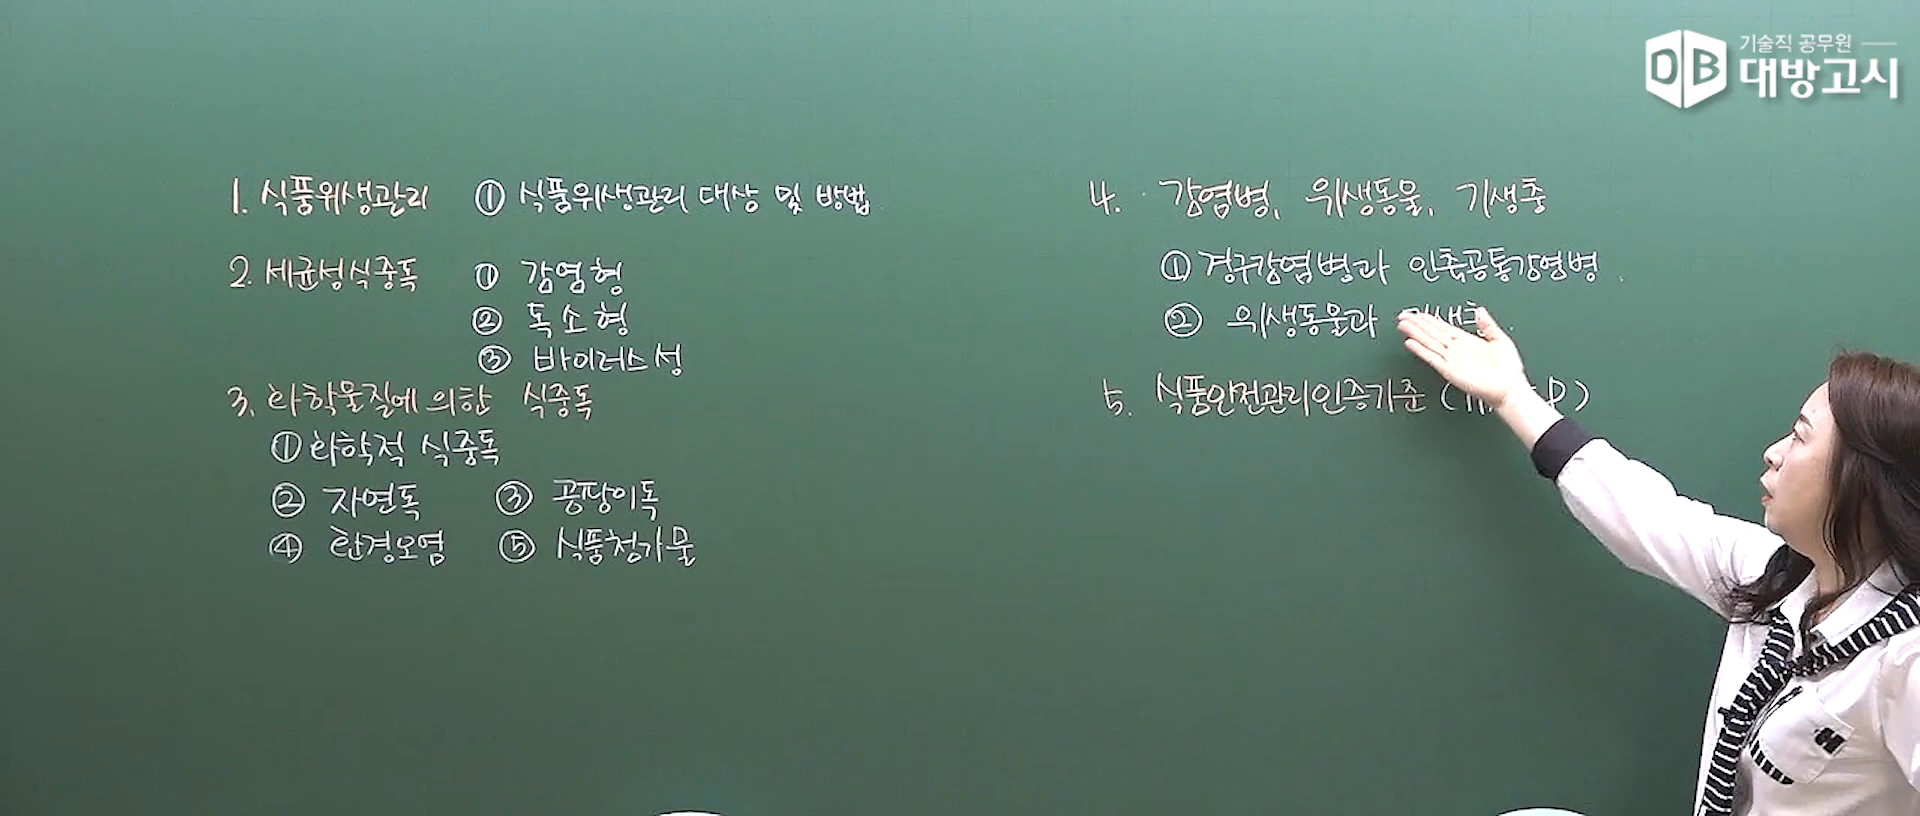 DB 기술직 공무원
대방고시
1. 식품위생관리 ① 식품위생관리 대상 및 방법
2. 세균성식중독 ① 감염형
② 독소형
③ 바이러스성
3. 화학물질에 의한 식중독
① 화학적 식중독
② 자연독 ③ 곰팡이독
④ 환경오염 ⑤ 식품첨가물
4. 감염병, 위생동물, 기생충
① 경구감염병과 인축공통감염병.
② 위생동물과
5. 식품안전관리인증기준 (